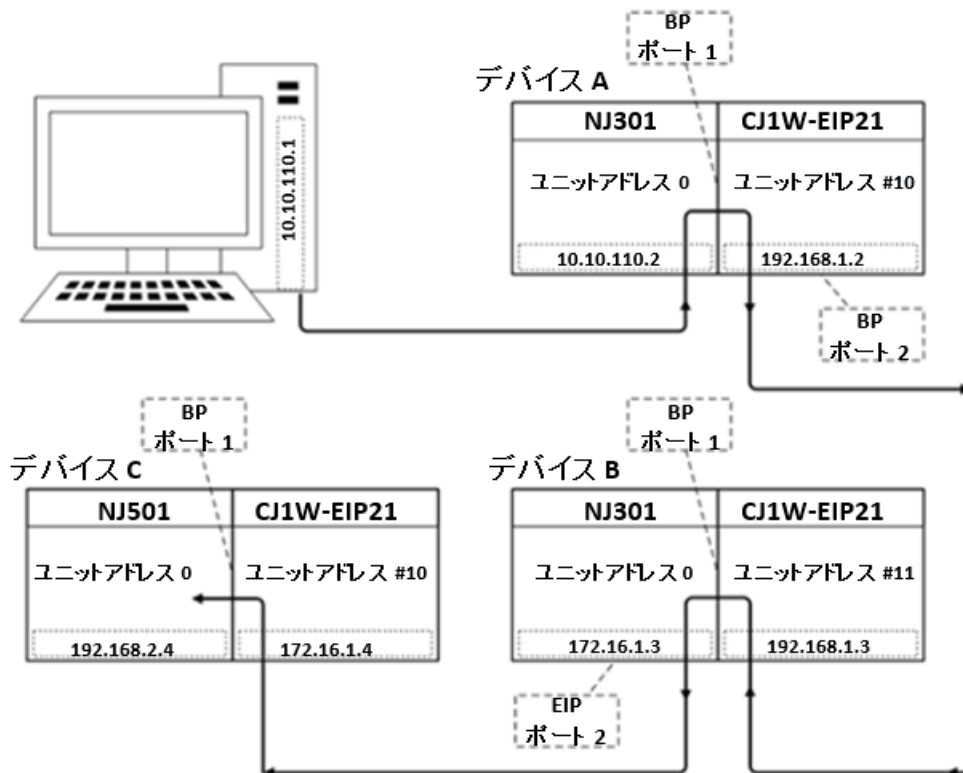 BP
ポート 1
デバイス A
NJ301
CJ1W-EIP21
10.10.110.1
ユニットアドレス 0
ユニットアドレス #10
10.10.110.2
192.168.1.2
BP
ポート 2
BP
ポート 1
デバイス C
NJ501
CJ1W-EIP21
ユニットアドレス 0
ユニットアドレス #10
192.168.2.4
172.16.1.4
BP
ポート 1
デバイス B
NJ301
CJ1W-EIP21
ユニットアドレス 0
ユニットアドレス #11
172.16.1.3
192.168.1.3
EIP
ポート 2